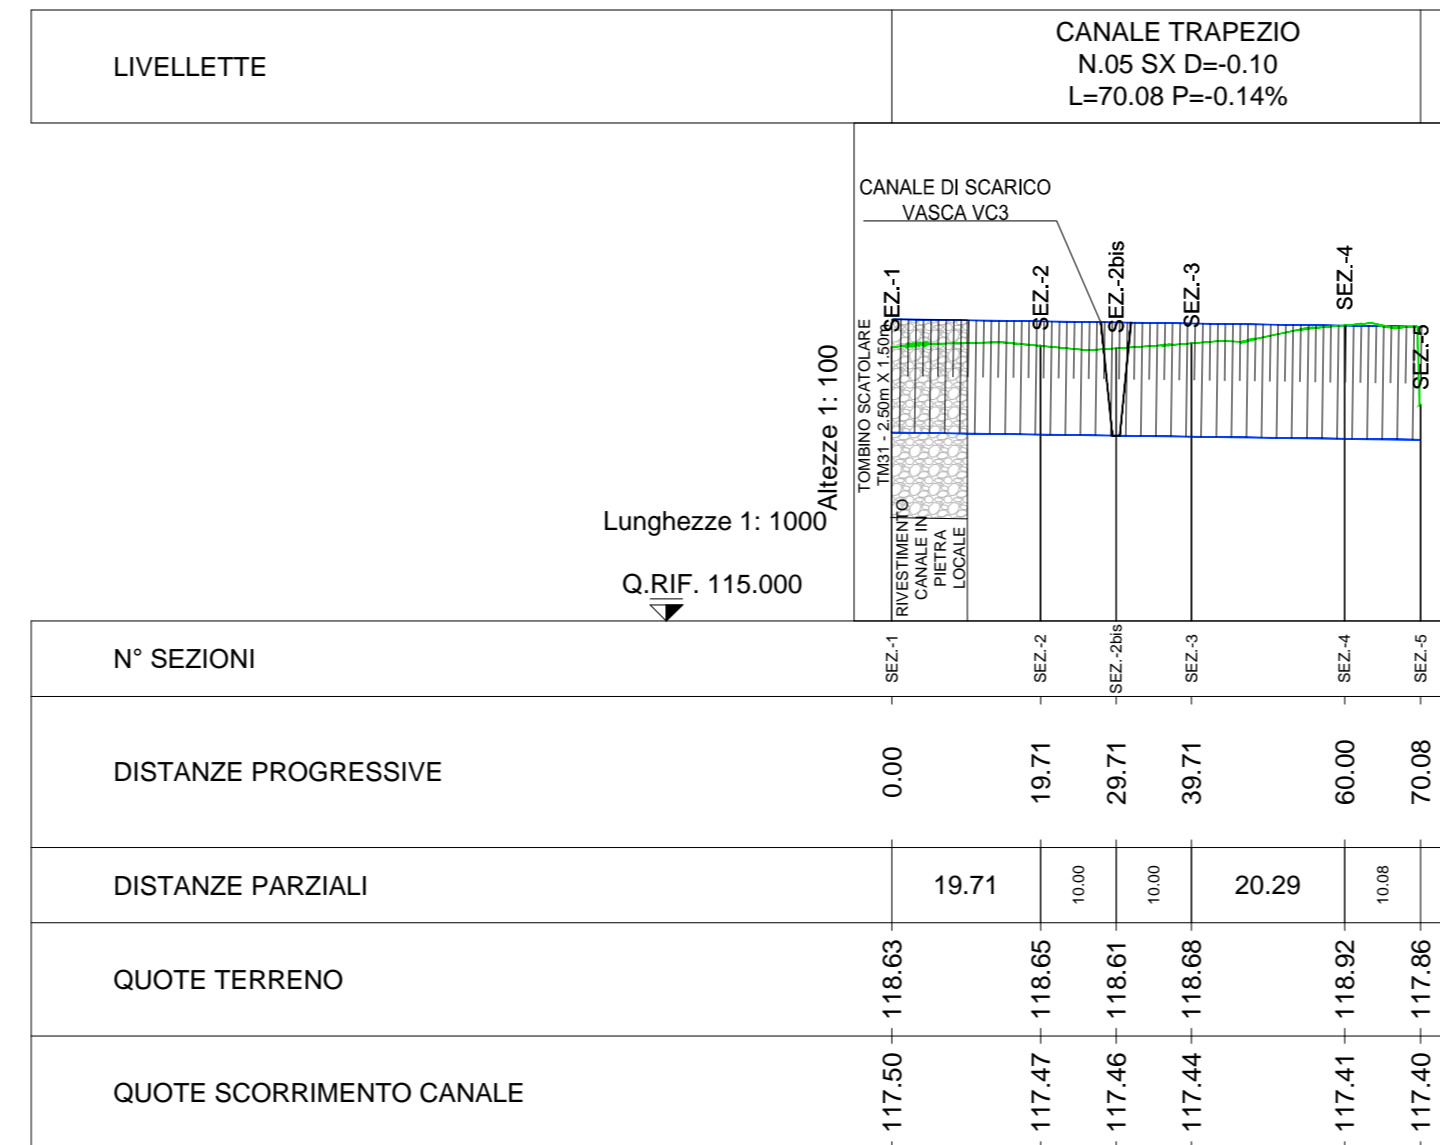 LIVELLETTE
CANALE TRAPEZIO
N.05 SX D=-0.10
L=70.08 P=-0.14%
CANALE DI SCARICO
VASCA VC3
SEZ.-1
SEZ.-2
SEZ.-2bis
SEZ.-3
SEZ.-4
SEZ.-5
TOMBINO SCATOLARE
TM31 - 2.50m X 1.50m
Altezze 1: 100
Lunghezze 1: 1000
RIVESTIMENTO
CANALE IN
PIETRA
LOCALE
Q.RIF. 115.000
N° SEZIONI
SEZ.-1
SEZ.-2
SEZ.-2bis
SEZ.-3
SEZ.-4
SEZ.-5
DISTANZE PROGRESSIVE
0.00
19.71
29.71
39.71
60.00
70.08
DISTANZE PARZIALI
19.71
10.00
10.00
20.29
10.08
QUOTE TERRENO
118.63
118.65
118.61
118.68
118.92
117.86
QUOTE SCORRIMENTO CANALE
117.50
117.47
117.46
117.44
117.41
117.40